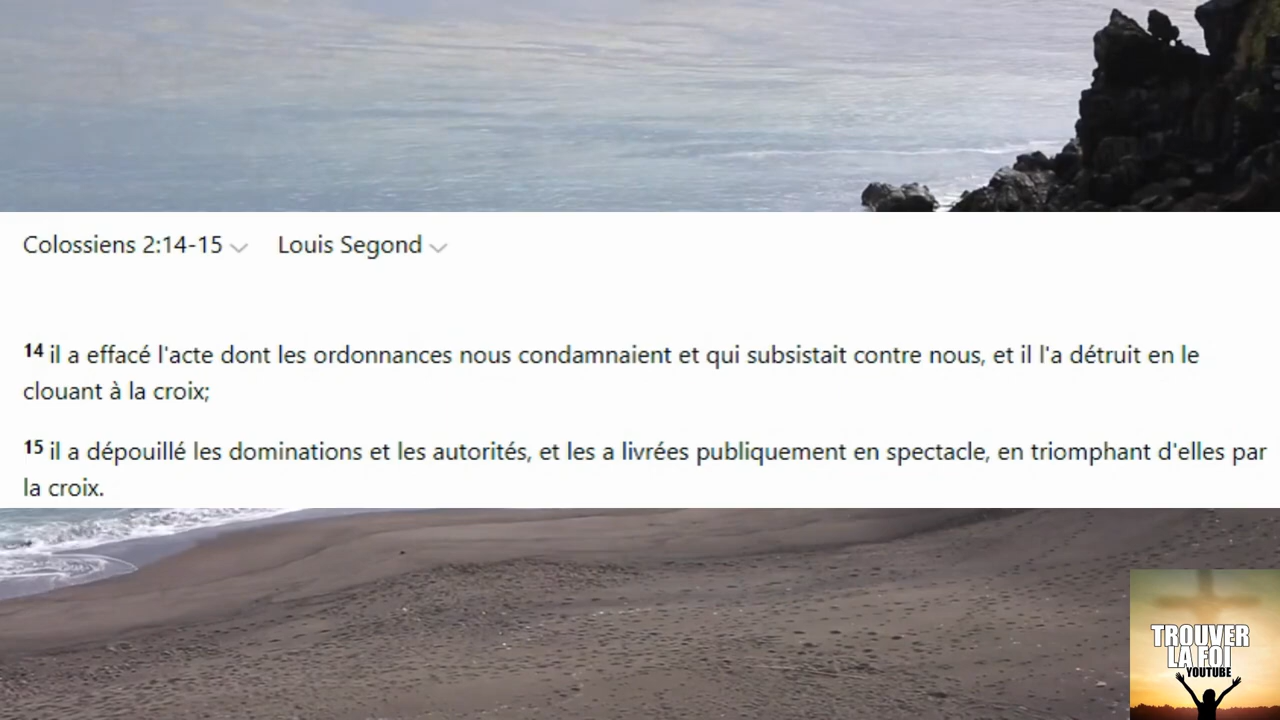 Colossiens 2:14-15 Louis Segond
14 il a effacé l'acte dont les ordonnances nous condamnaient et qui subsistait contre nous, et il l'a détruit en le
clouant à la croix;
15 il a dépouillé les dominations et les autorités, et les a livrées publiquement en spectacle, en triomphant d'elles par
la croix.
TROUVER
LA FOI
YOUTUBE